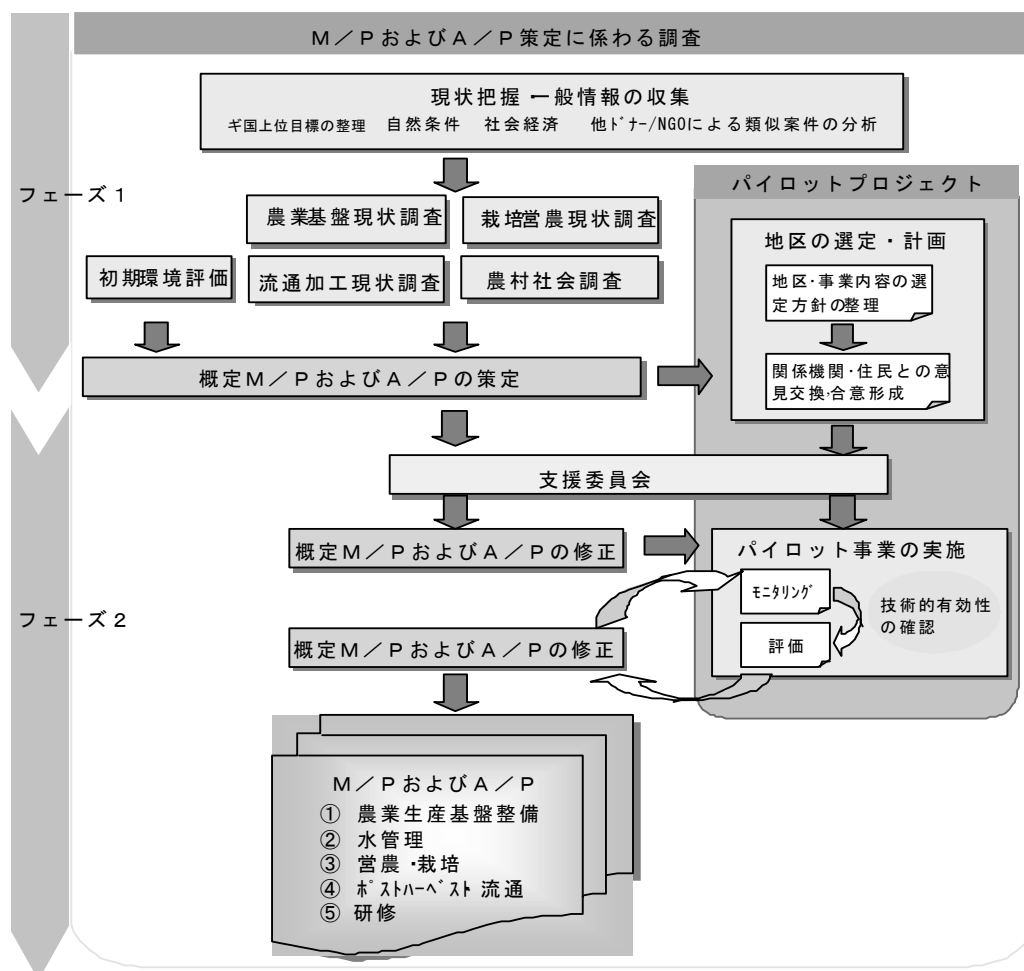 M／PおよびA／P策定に係わる調査
現状把握 一般情報の収集
ギ国上位目標の整理 自然条件 社会経済 他ﾄﾞﾅｰ/NGOによる類似案件の分析
フェーズ1
農業基盤現状調査
栽培営農現状調査
初期環境評価
流通加工現状調査
農村社会調査
概定M／PおよびA／Pの策定
パイロットプロジェクト
地区の選定・計画
地区・事業内容の選
定方針の整理
関係機関・住民との意
見交換,合意形成
支援委員会
フェーズ2
概定M／PおよびA／Pの修正
パイロット事業の実施
ﾓﾆﾀﾘﾝｸﾞ
評価
技術的有効性
の確認
概定M／PおよびA／Pの修正
M／PおよびA／P
① 農業生産基盤整備
② 水管理
③ 営農・栽培
④ ﾎﾟｽﾄﾊｰﾍﾞｽﾄ 流通
⑤ 研修